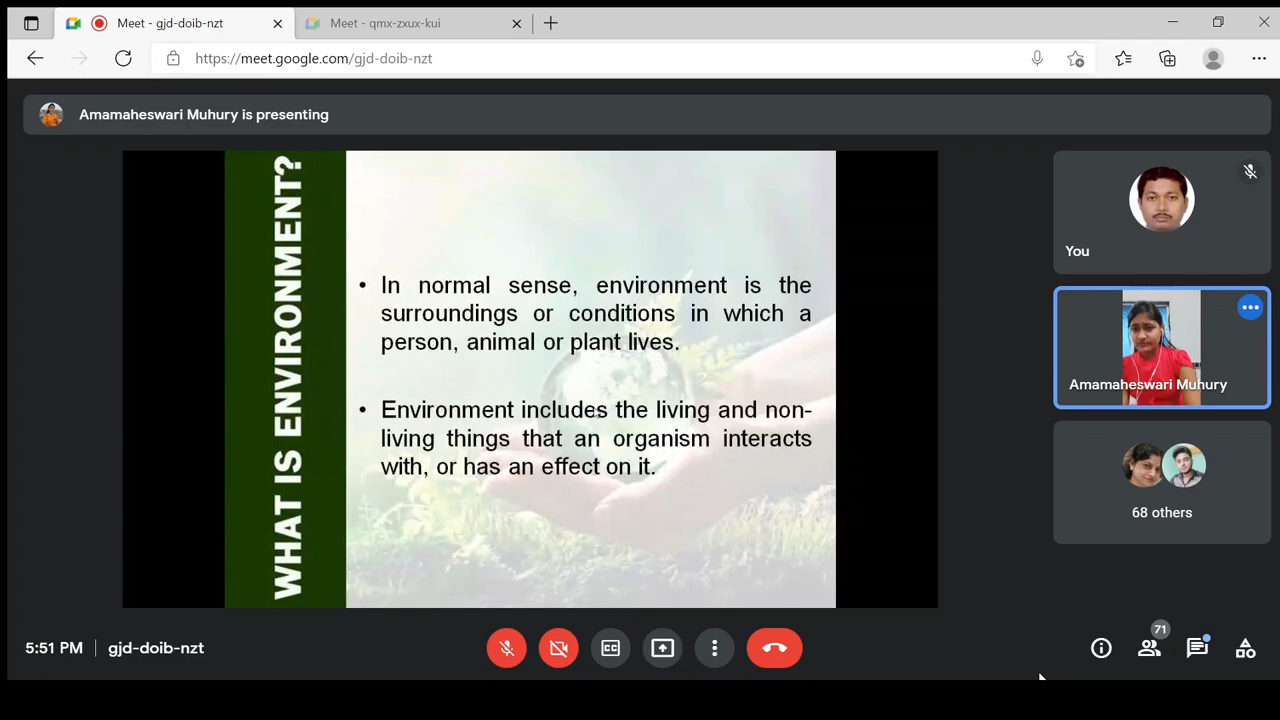 Meet - gjd-doib-nzt
Meet - qmx-zxux-kui
https://meet.google.com/gjd-doib-nzt
Amamaheswari Muhury is presenting
WHAT IS ENVIRONMENT?
• In normal sense, environment is the
surroundings or conditions in which a
person, animal or plant lives.
• Environment includes the living and non-
living things that an organism interacts
with, or has an effect on it.
You
Amamaheswari Muhury
68 others
5:51 PM | gjd-doib-nzt
CC
71